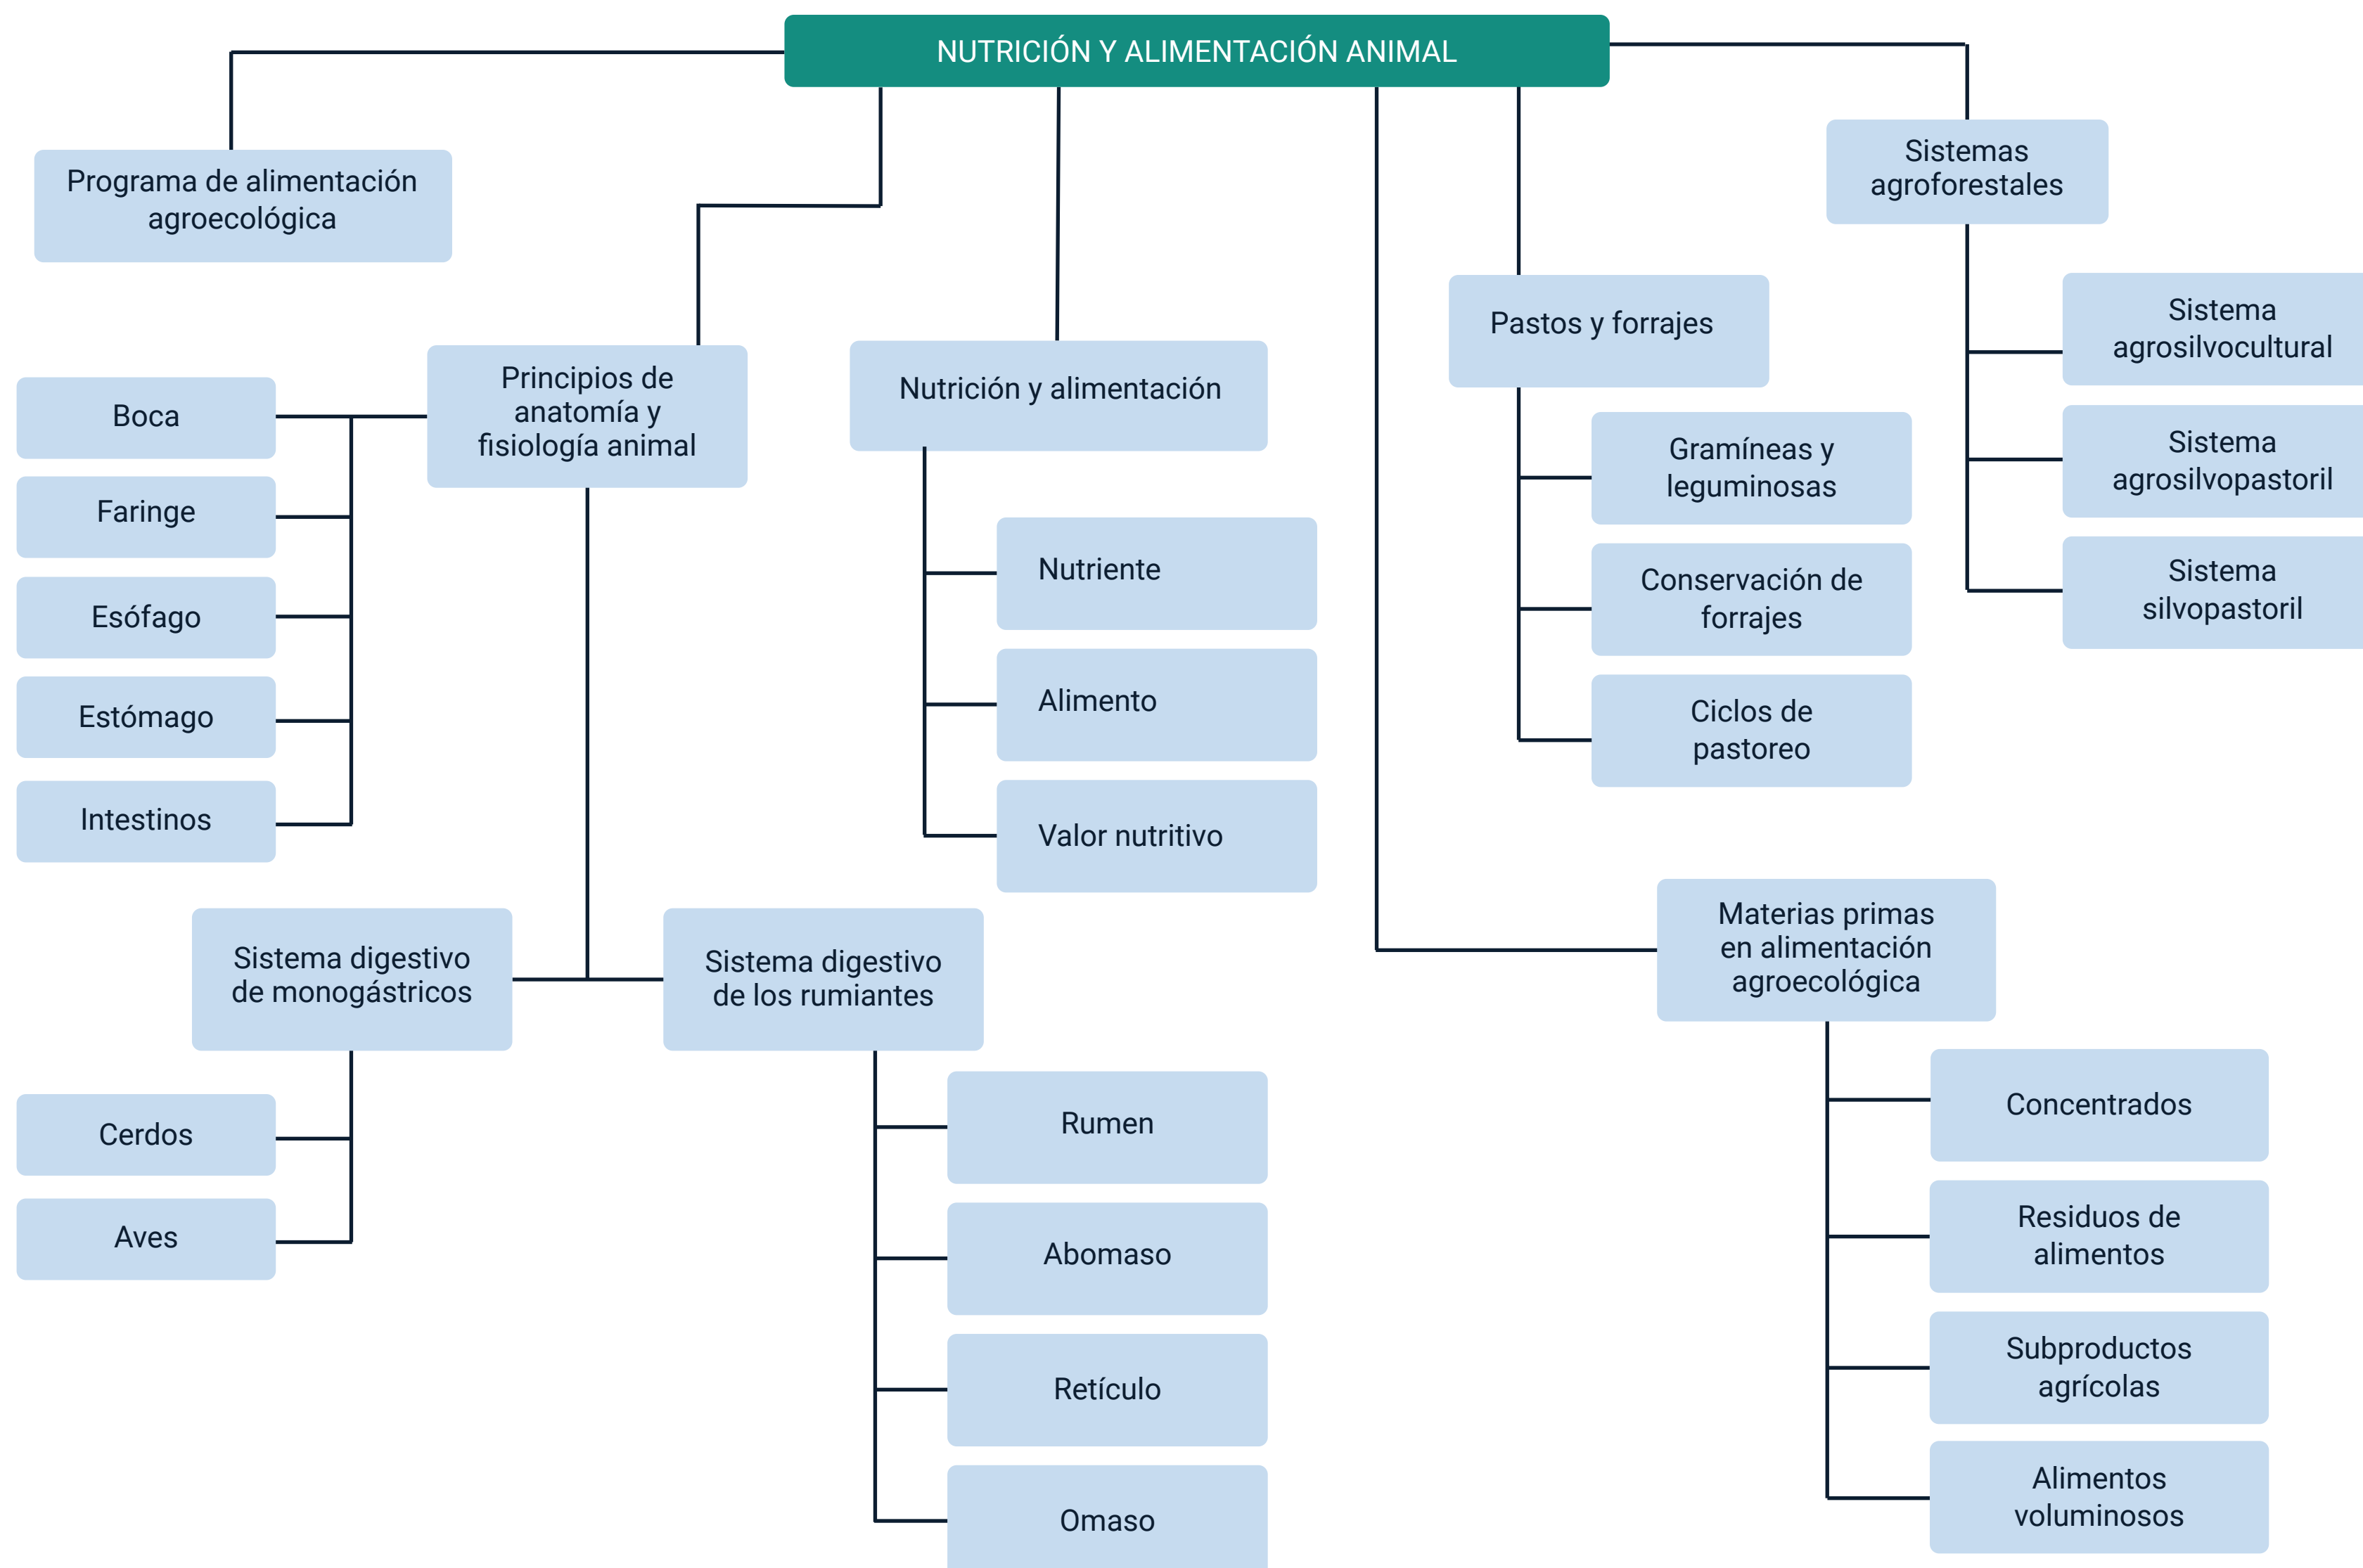 NUTRICIÓN Y ALIMENTACIÓN ANIMAL
Programa de alimentación
agroecológica
Principios de
anatomía y
fisiología animal
Boca
Faringe
Esófago
Estómago
Intestinos
Sistema digestivo
de monogástricos
Cerdos
Aves
Sistema digestivo
de los rumiantes
Rumen
Abomaso
Retículo
Omaso
Nutrición y alimentación
Nutriente
Alimento
Valor nutritivo
Pastos y forrajes
Gramíneas y
leguminosas
Conservación de
forrajes
Ciclos de
pastoreo
Materias primas
en alimentación
agroecológica
Concentrados
Residuos de
alimentos
Subproductos
agrícolas
Alimentos
voluminosos
Sistemas
agroforestales
Sistema
agrosilvocultural
Sistema
agrosilvopastoril
Sistema
silvopastoril